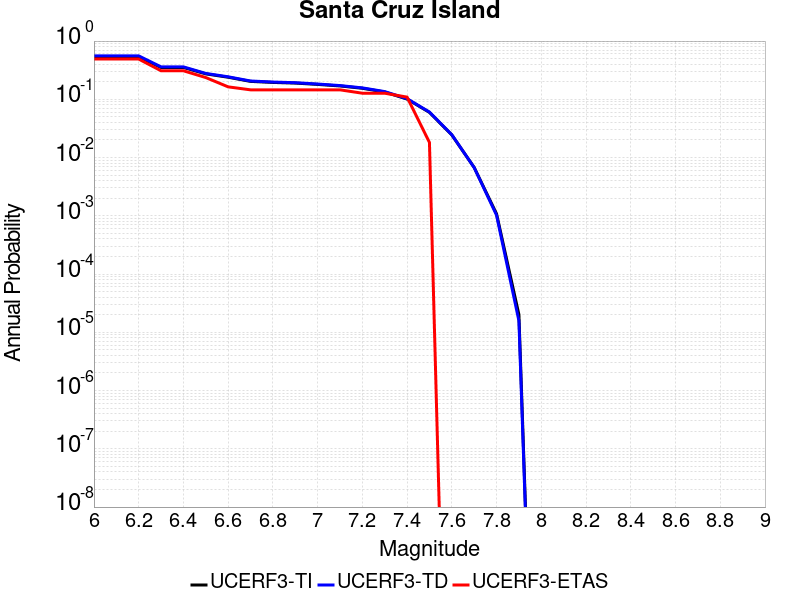 Santa Cruz Island
10^0
10^-1
10^-2
10^-3
10^-4
10^-5
10^-6
10^-7
10^-8
Annual Probability
6 6.2 6.4 6.6 6.8 7 7.2 7.4 7.6 7.8 8 8.2 8.4 8.6 8.8 9
Magnitude
UCERF3-TI UCERF3-TD UCERF3-ETAS